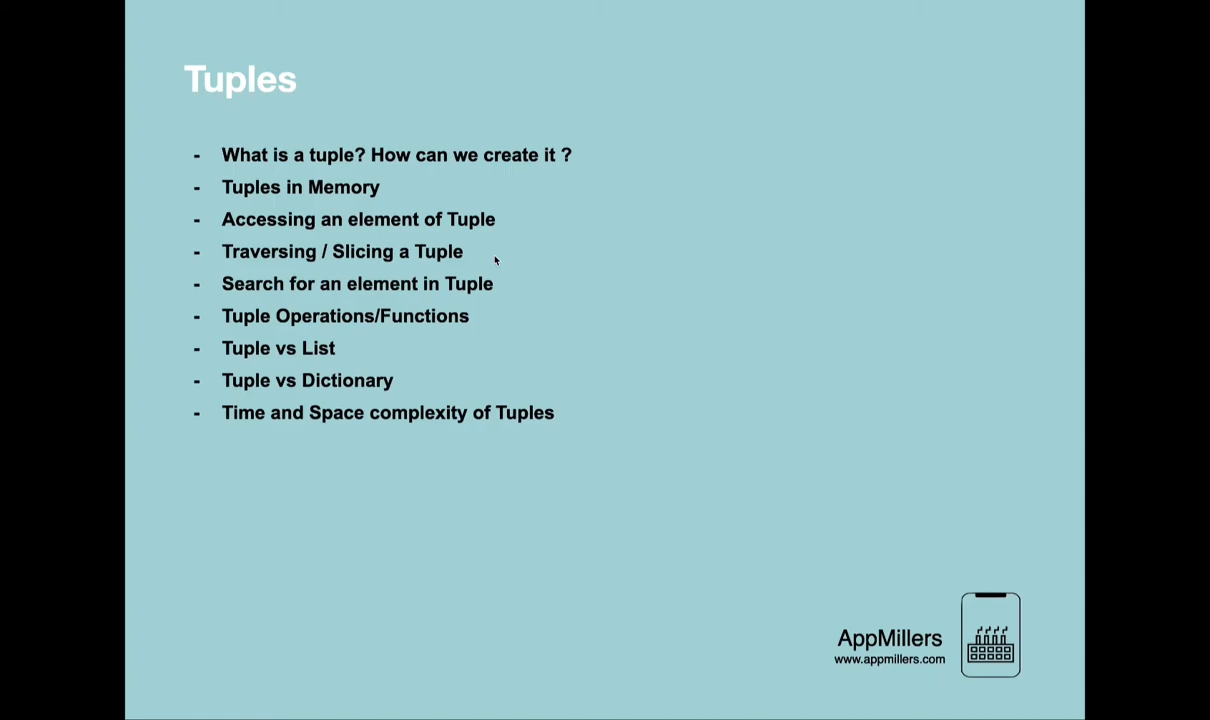 Tuples
- What is a tuple? How can we create it ?
- Tuples in Memory
- Accessing an element of Tuple
- Traversing / Slicing a Tuple
- Search for an element in Tuple
- Tuple Operations/Functions
- Tuple vs List
- Tuple vs Dictionary
- Time and Space complexity of Tuples
AppMillers
www.appmillers.com